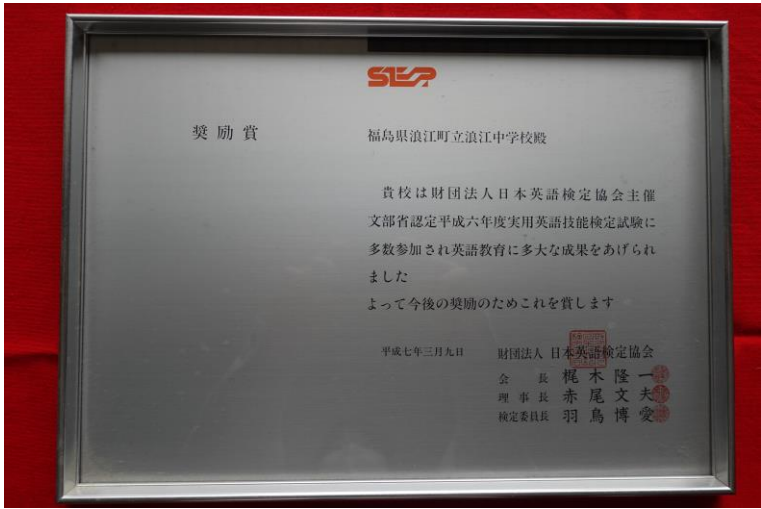 STEP
奨励賞
福島県浪江町立浪江中学校殿
貴校は財団法人日本英語検定協会主催
文部省認定平成六年度実用英語技能検定試験に
多数参加され英語教育に多大な成果をあげられ
ました
よって今後の奨励のためこれを賞します
平成七年三月九日
財団法人 日本英語検定協会
会長 梶木隆一
理事長 赤尾文夫
検定委員長 羽鳥博愛